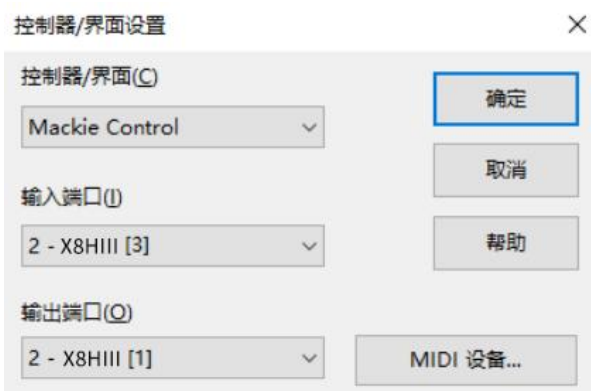 控制器/界面设置
控制器/界面(C)
Mackie Control
确定
取消
输入端口(I)
2 - X8HIII [3]
帮助
输出端口(O)
2 - X8HIII [1]
MIDI 设备...